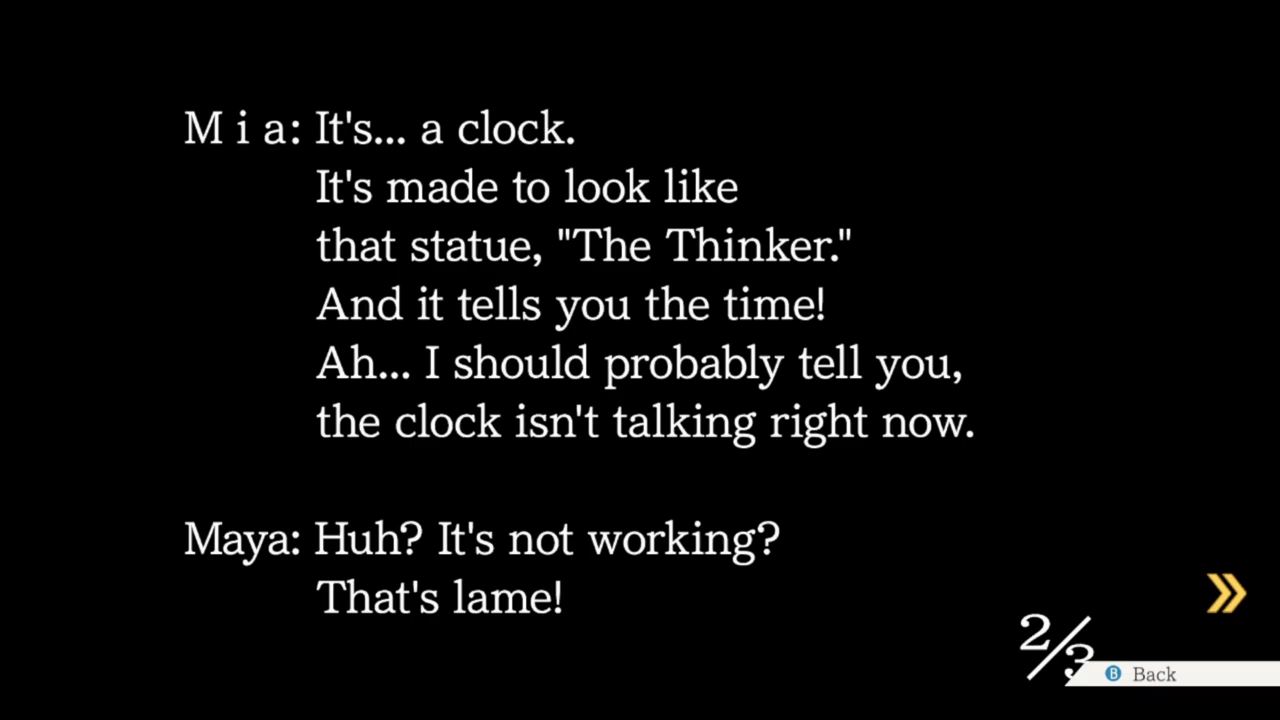 M i a: It's... a clock.
It's made to look like
that statue, "The Thinker."
And it tells you the time!
Ah... I should probably tell you,
the clock isn't talking right now.
Maya: Huh? It's not working?
That's lame!
2/3
B Back